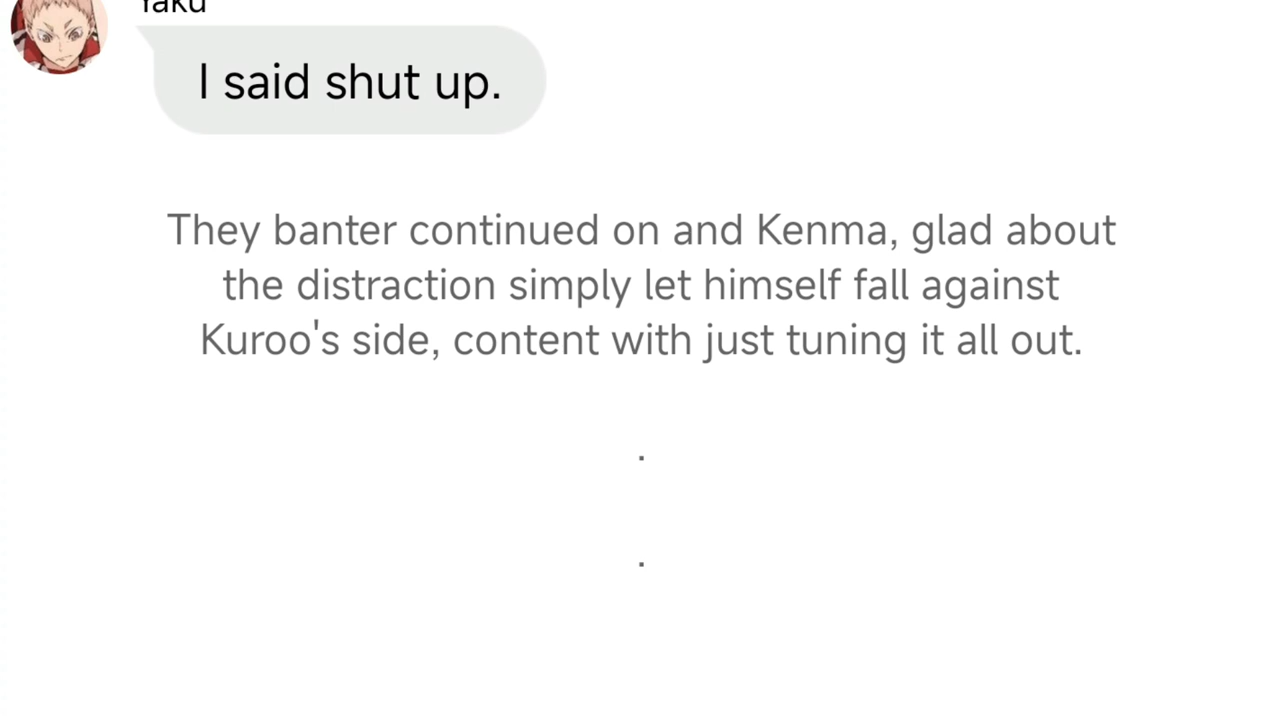 Yaku
I said shut up.
They banter continued on and Kenma, glad about
the distraction simply let himself fall against
Kuroo's side, content with just tuning it all out.
.
.